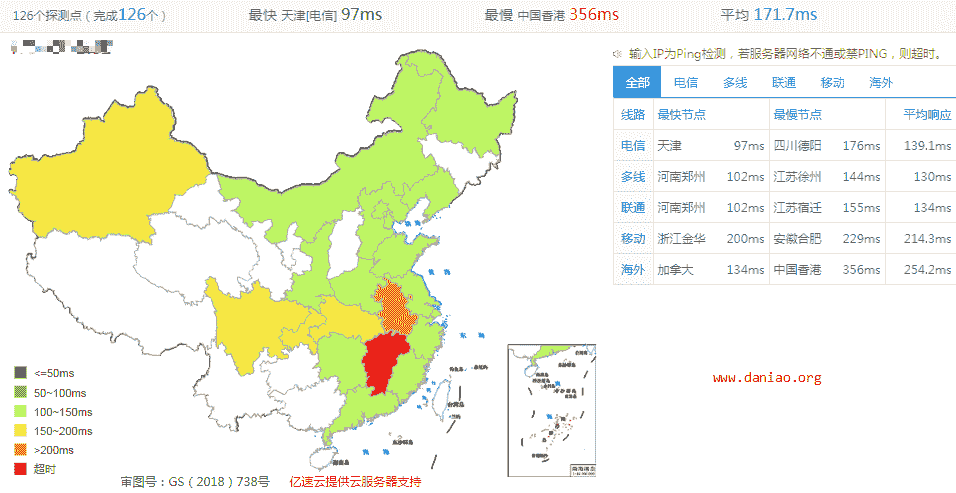 126个探测点（完成126个）
最快 天津[电信] 97ms
最慢 中国香港 356ms
平均 171.7ms
输入IP为Ping检测，若服务器网络不通或禁PING，则超时。
全部 电信 多线 联通 移动 海外
线路 最快节点 最慢节点 平均响应
电信 天津 97ms 四川德阳 176ms 139.1ms
多线 河南郑州 102ms 江苏徐州 144ms 130ms
联通 河南郑州 102ms 江苏宿迁 155ms 134ms
移动 浙江金华 200ms 安徽合肥 229ms 214.3ms
海外 加拿大 134ms 中国香港 356ms 254.2ms
www.daniao.org
<=50ms
50~100ms
100~150ms
150~200ms
>200ms
超时
审图号：GS（2018）738号
亿速云提供云服务器支持